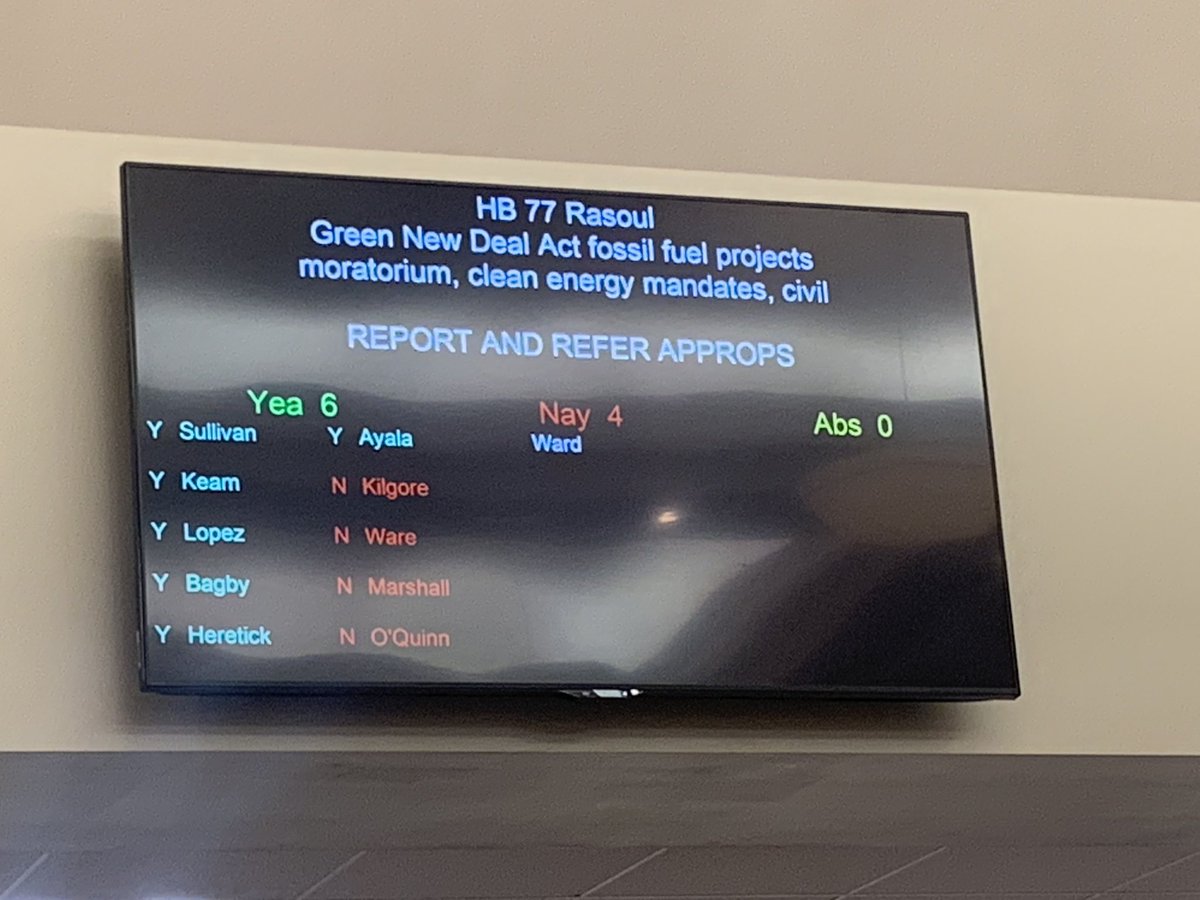 HB 77 Rasoul
Green New Deal Act fossil fuel projects
moratorium, clean energy mandates, civil
REPORT AND REFER APPROPS
Yea 6 Nay 4 Abs 0
Y Sullivan Y Ayala Ward
Y Keam N Kilgore
Y Lopez N Ware
Y Bagby N Marshall
Y Heretick N O'Quinn